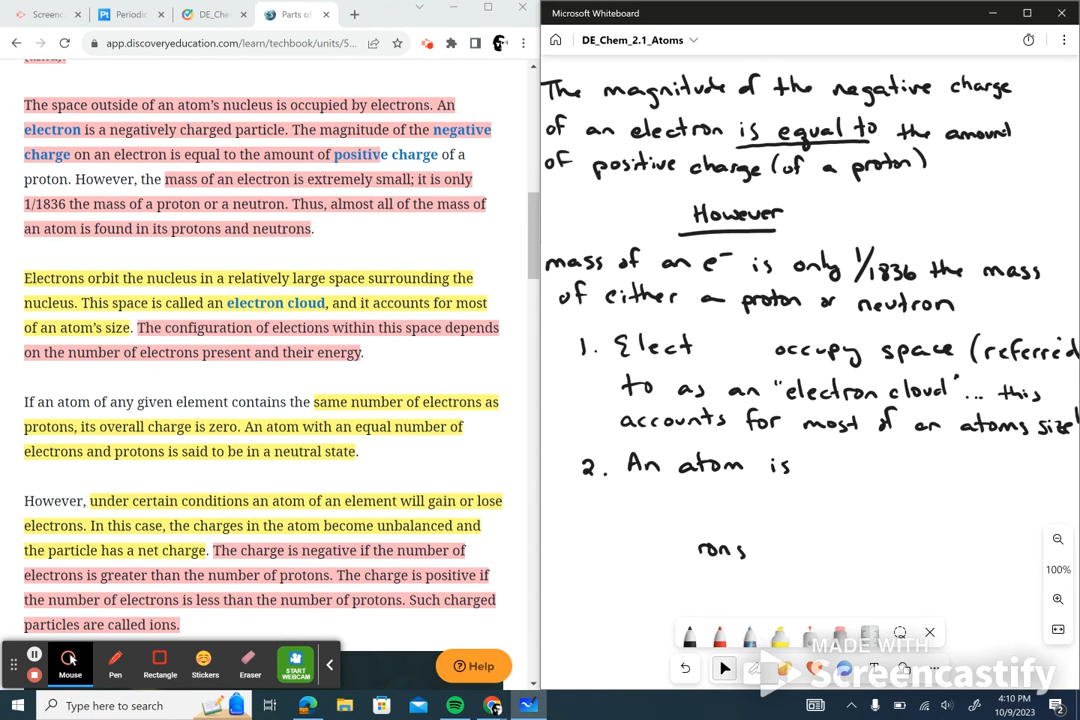 Screenc
Periodic
DE_Che
Parts of
app.discoveryeducation.com/learn/techbook/units/5...
The space outside of an atom's nucleus is occupied by electrons. An
electron is a negatively charged particle. The magnitude of the negative
charge on an electron is equal to the amount of positive charge of a
proton. However, the mass of an electron is extremely small; it is only
1/1836 the mass of a proton or a neutron. Thus, almost all of the mass of
an atom is found in its protons and neutrons.
Electrons orbit the nucleus in a relatively large space surrounding the
nucleus. This space is called an electron cloud, and it accounts for most
of an atom's size. The configuration of elections within this space depends
on the number of electrons present and their energy.
If an atom of any given element contains the same number of electrons as
protons, its overall charge is zero. An atom with an equal number of
electrons and protons is said to be in a neutral state.
However, under certain conditions an atom of an element will gain or lose
electrons. In this case, the charges in the atom become unbalanced and
the particle has a net charge. The charge is negative if the number of
electrons is greater than the number of protons. The charge is positive if
the number of electrons is less than the number of protons. Such charged
particles are called ions.
Mouse
Pen
Rectangle
Stickers
Eraser
START WEBCAM
Help
Type here to search
Microsoft Whiteboard
DE_Chem_2.1_Atoms
The magnitude of the negative charge
of an electron is equal to the amount
of positive charge (of a proton)
However
mass of an e⁻ is only 1/1836 the mass
of either a proton or neutron
1. Elect occupy space (referred
to as an "electron cloud"... this
accounts for most of an atoms size)
2. An atom is
rons
100%
MADE WITH
Screencastify
4:10 PM
10/9/2023
2